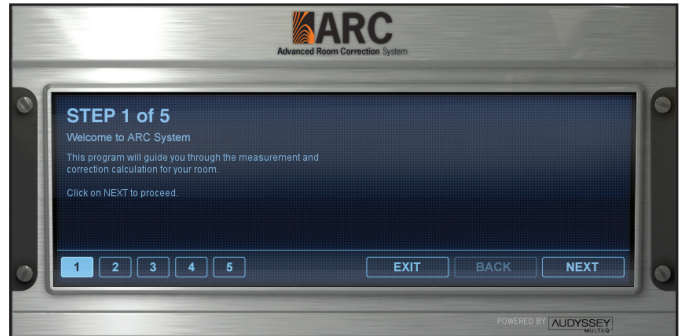 ARC
Advanced Room Correction System
STEP 1 of 5
Welcome to ARC System
This program will guide you through the measurement and
correction calculation for your room.
Click on NEXT to proceed.
1 2 3 4 5 EXIT BACK NEXT
POWERED BY AUDYSSEY
MULTEQ